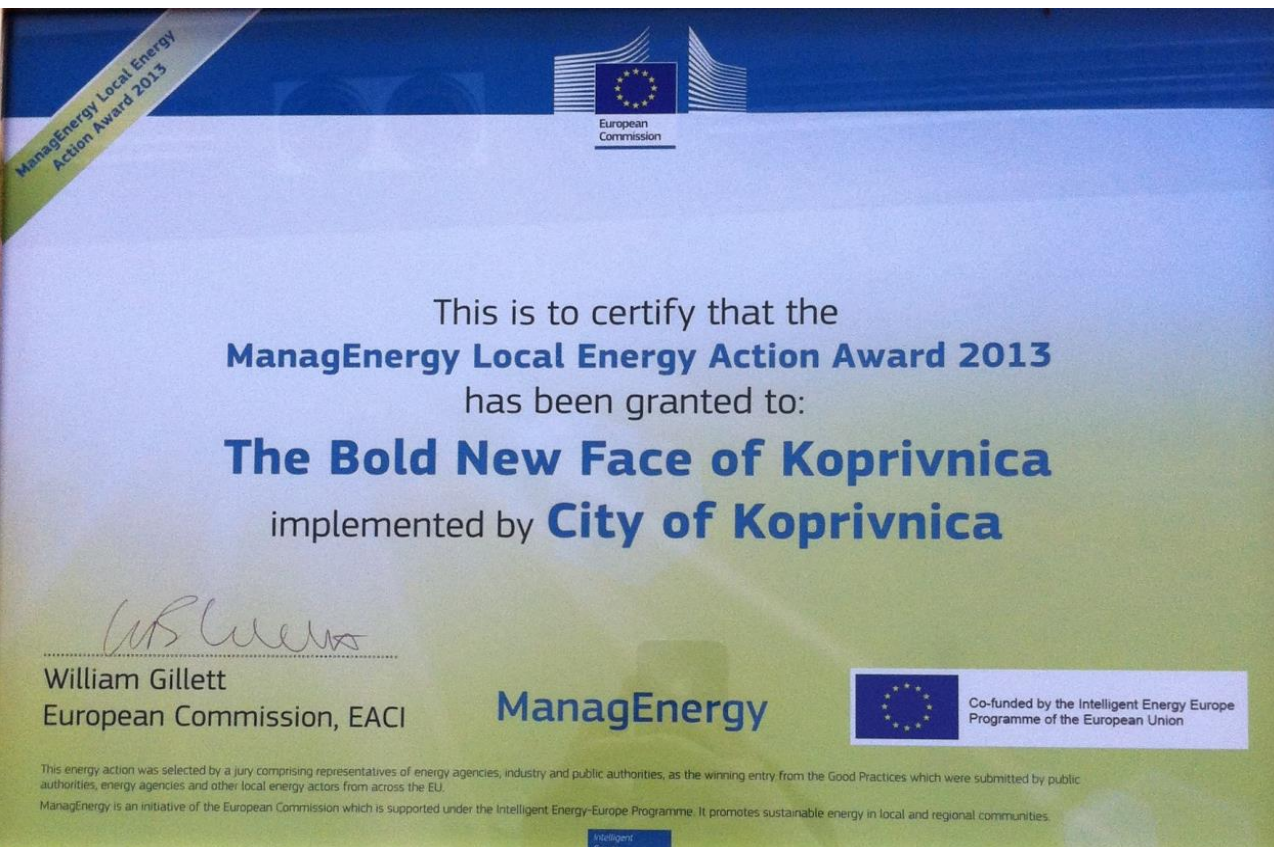 ManagEnergy Local Energy
Action Award 2013
European
Commission
This is to certify that the
ManagEnergy Local Energy Action Award 2013
has been granted to:
The Bold New Face of Koprivnica
implemented by City of Koprivnica
William Gillett
European Commission, EACI
ManagEnergy
Co-funded by the Intelligent Energy Europe
Programme of the European Union
This energy action was selected by a jury comprising representatives of energy agencies, industry and public authorities, as the winning entry from the Good Practices which were submitted by public
authorities, energy agencies and other local energy actors from across the EU.
ManagEnergy is an initiative of the European Commission which is supported under the Intelligent Energy-Europe Programme. It promotes sustainable energy in local and regional communities.
Intelligent